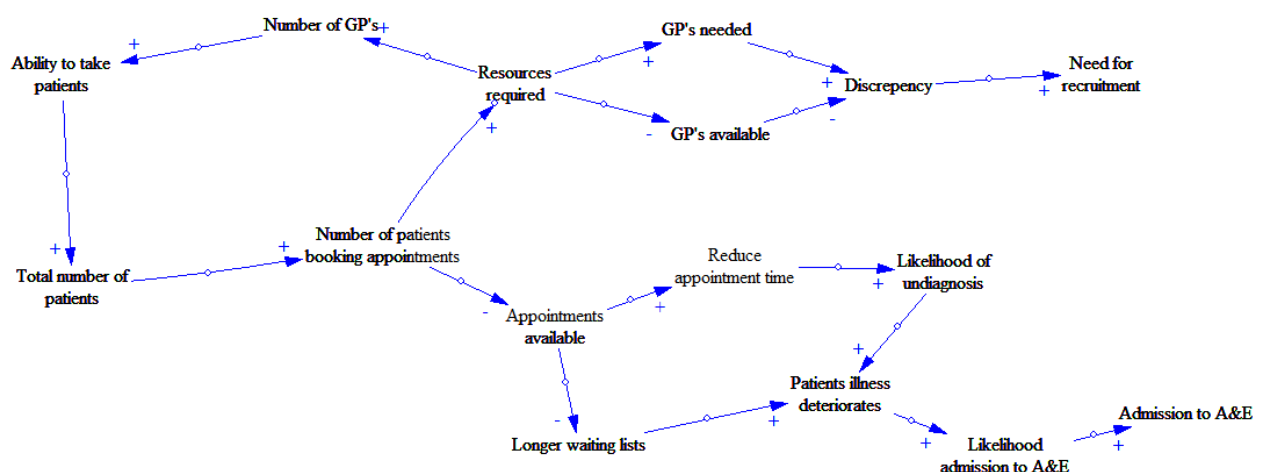 Number of GP's
+
+
Ability to take
patients
Resources
required
+
GP's needed
+
GP's available
-
Discrepency
+
-
Need for
recruitment
+
Total number of
patients
+
Number of patients
booking appointments
+
Appointments
available
-
Reduce
appointment time
+
Likelihood of
undiagnosis
+
Longer waiting lists
-
Patients illness
deteriorates
+
+
Likelihood
admission to A&E
+
Admission to A&E
+